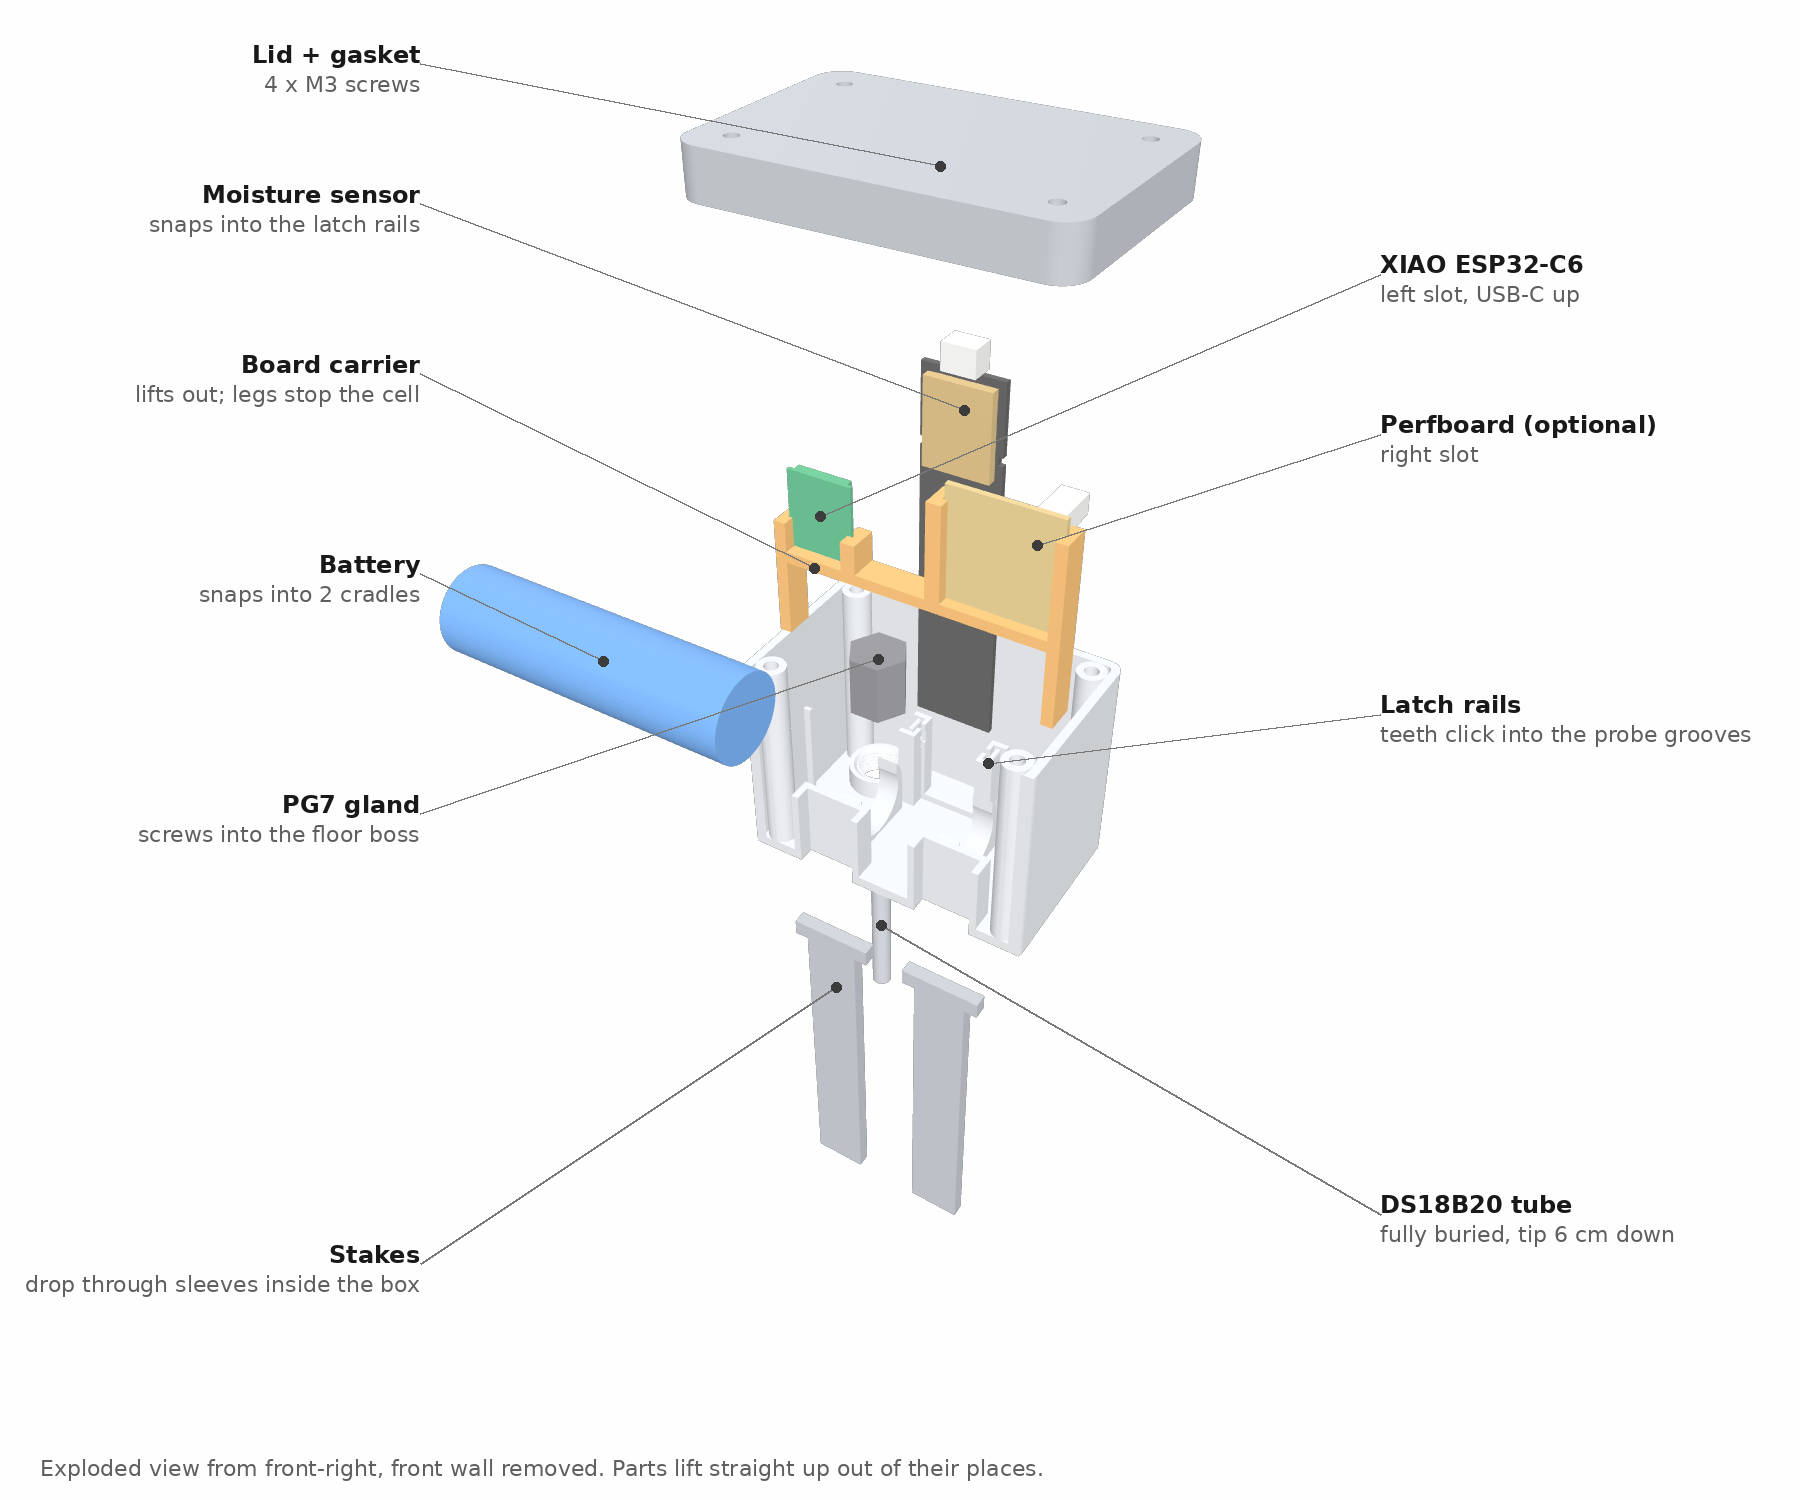 Lid + gasket
4 x M3 screws
Moisture sensor
snaps into the latch rails
XIAO ESP32-C6
left slot, USB-C up
Board carrier
lifts out; legs stop the cell
Perfboard (optional)
right slot
Battery
snaps into 2 cradles
Latch rails
teeth click into the probe grooves
PG7 gland
screws into the floor boss
DS18B20 tube
fully buried, tip 6 cm down
Stakes
drop through sleeves inside the box
Exploded view from front-right, front wall removed. Parts lift straight up out of their places.